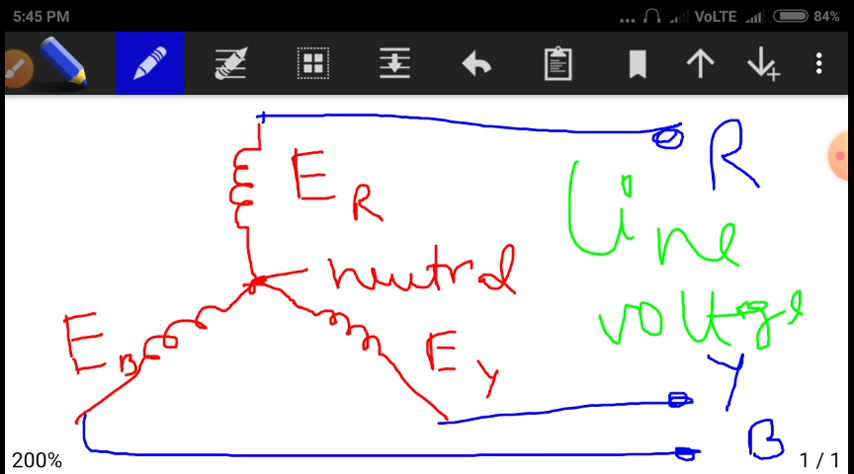 5:45 PM
... VoLTE 84%
R
E R
Line
neutral
voltage
E B
E Y
Y
B
200%
1 / 1